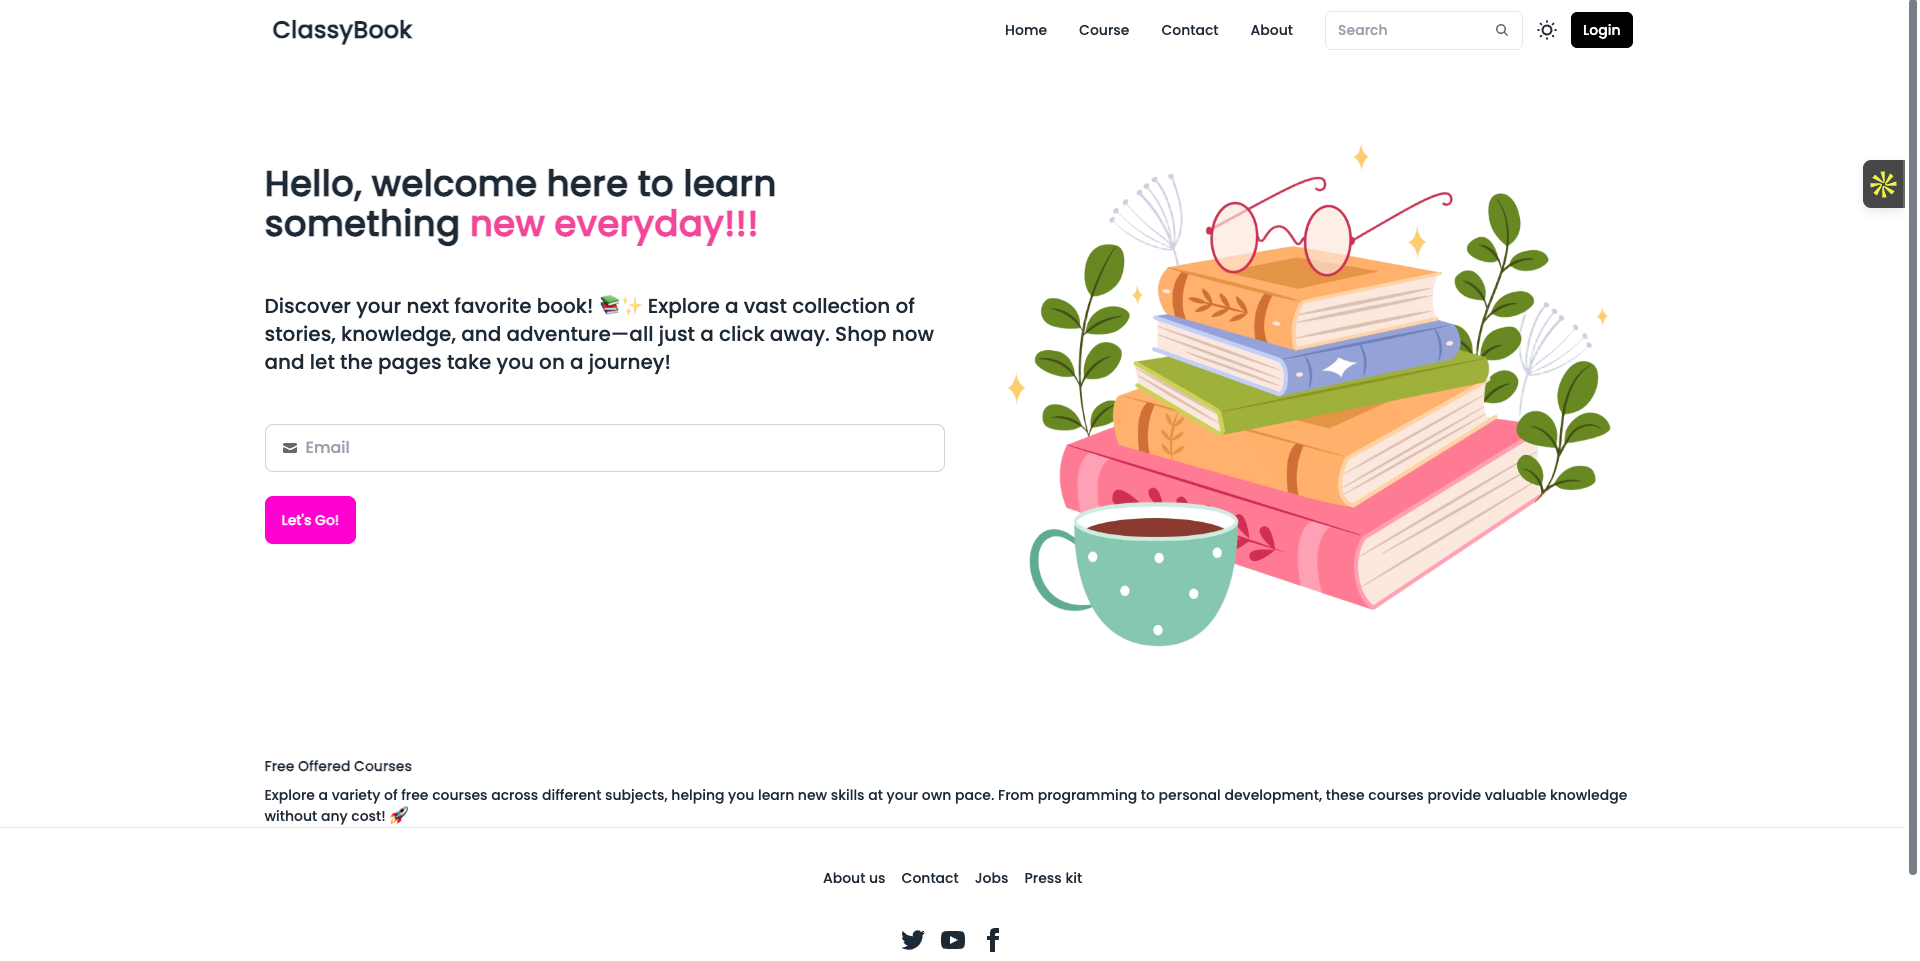 ClassyBook
Home Course Contact About Search Login
Hello, welcome here to learn
something new everyday!!!
Discover your next favorite book! 📚✨ Explore a vast collection of
stories, knowledge, and adventure—all just a click away. Shop now
and let the pages take you on a journey!
Email
Let's Go!
Free Offered Courses
Explore a variety of free courses across different subjects, helping you learn new skills at your own pace. From programming to personal development, these courses provide valuable knowledge
without any cost! 🚀
About us Contact Jobs Press kit